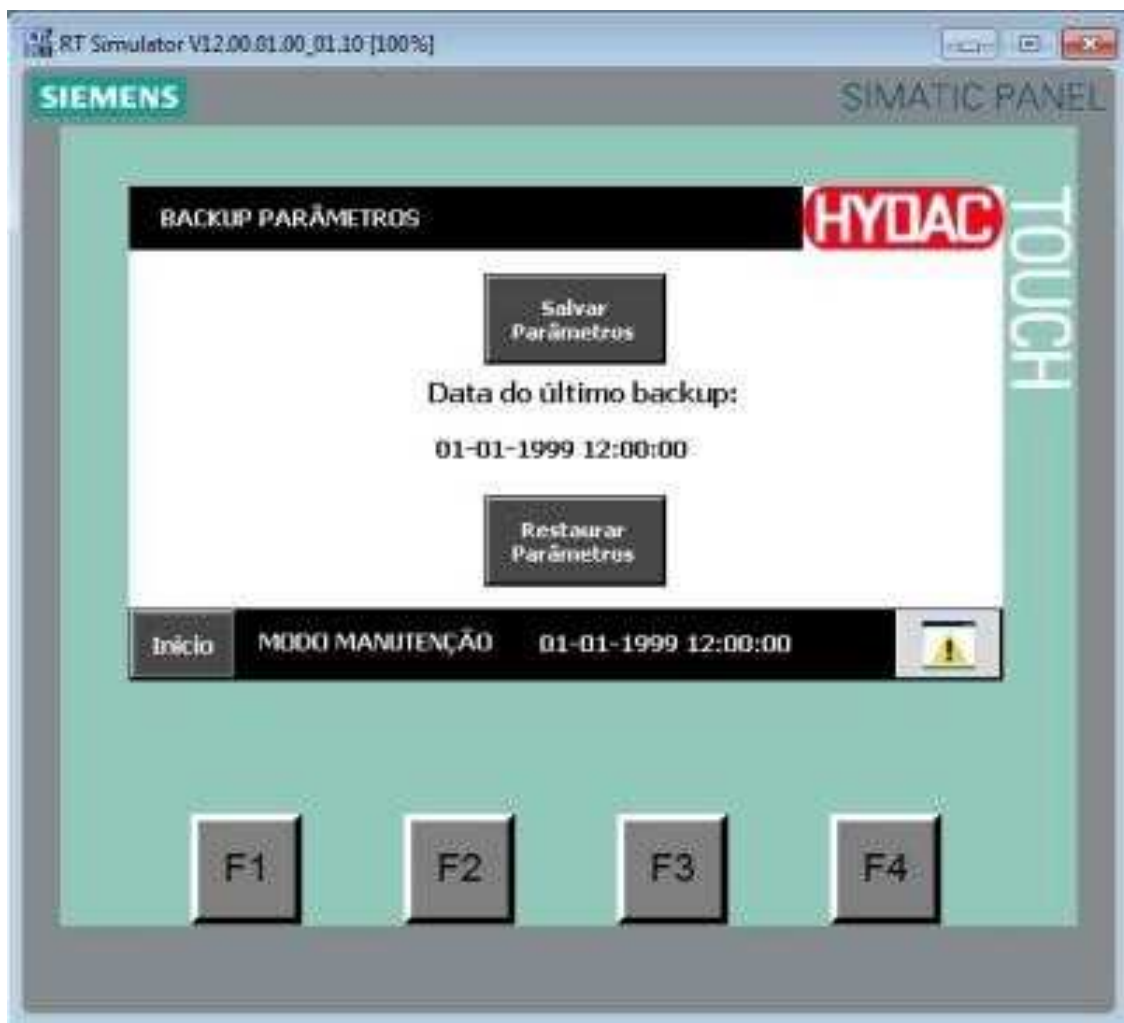 RT Simulator V12.00.01.00_01.10 [100%]
SIEMENS
SIMATIC PANEL
TOUCH
BACKUP PARÂMETROS
HYDAC
Salvar
Parâmetros
Data do último backup:
01-01-1999 12:00:00
Restaurar
Parâmetros
Início
MODO MANUTENÇÃO
01-01-1999 12:00:00
F1
F2
F3
F4